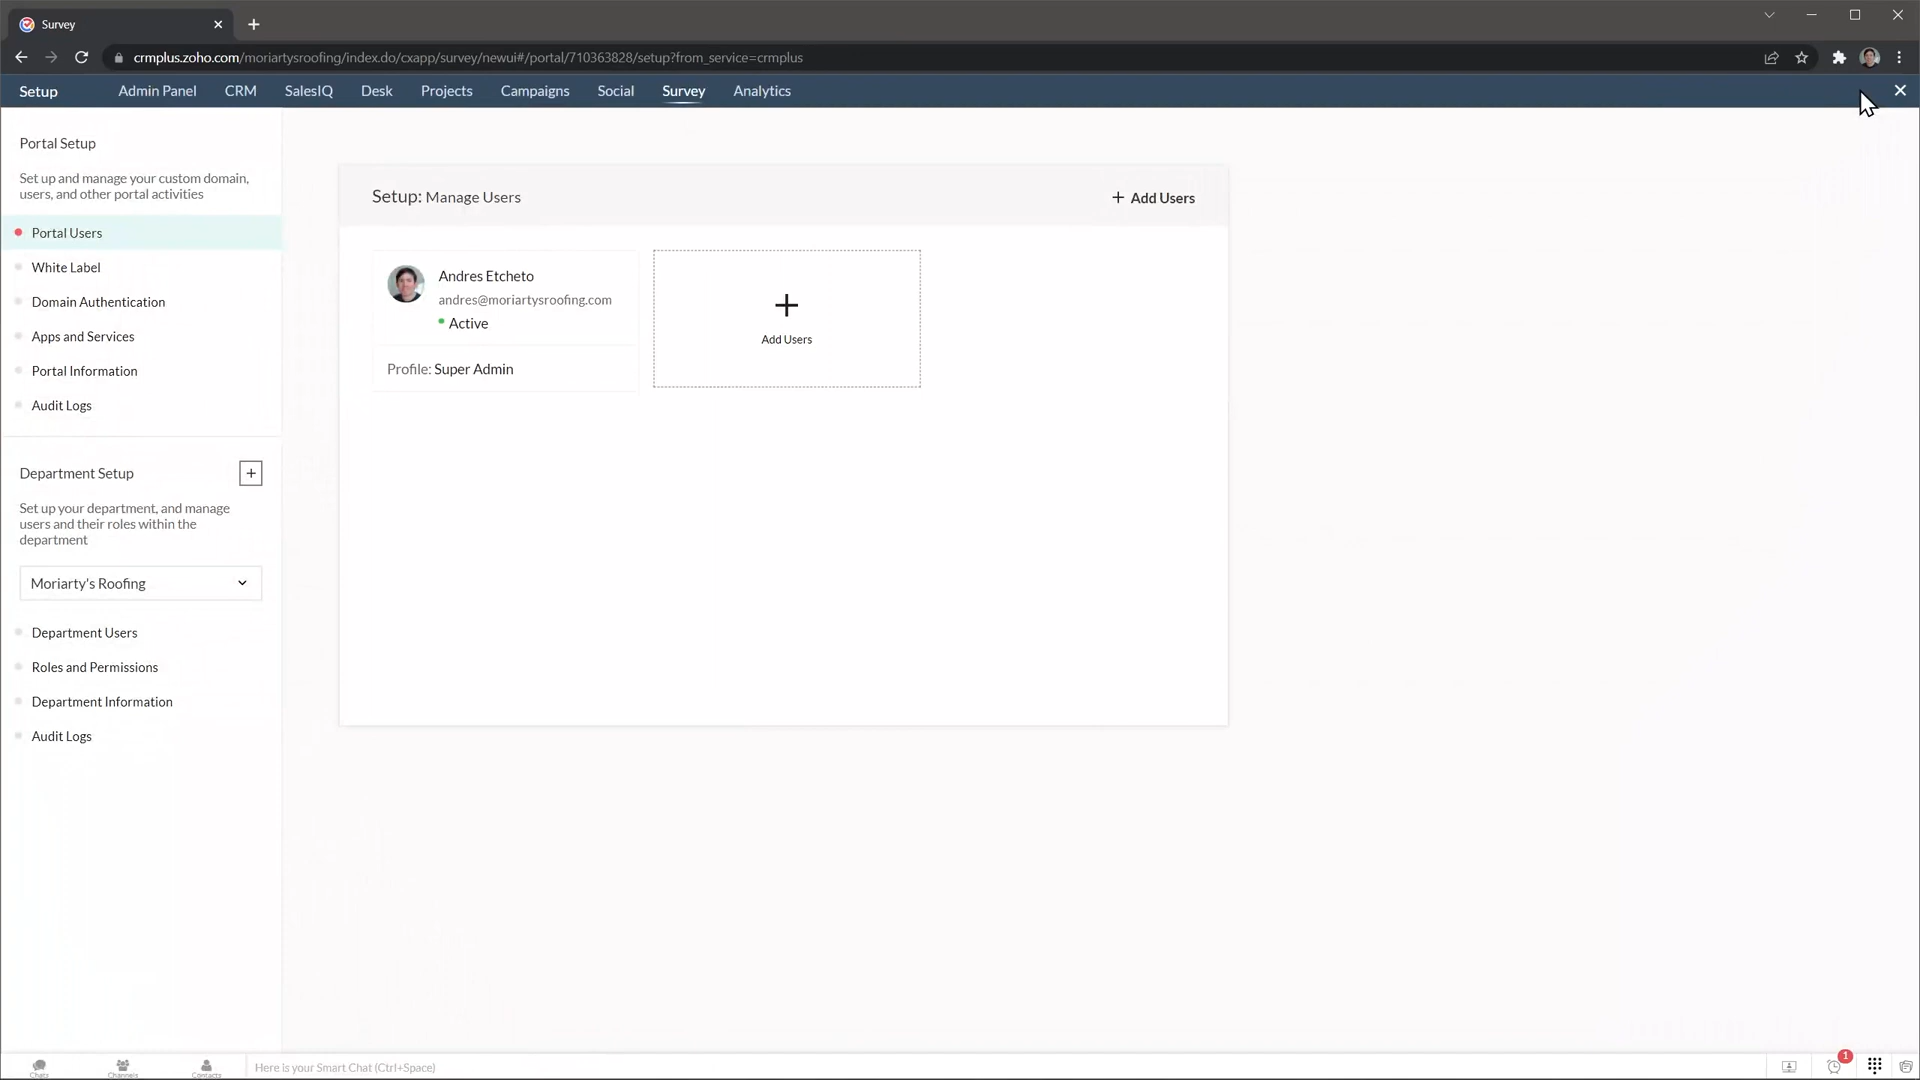 Survey
crmplus.zoho.com/moriartysroofing/index.do/cxapp/survey/newui#/portal/710363828/setup?from_service=crmplus
Setup Admin Panel CRM SalesIQ Desk Projects Campaigns Social Survey Analytics
Portal Setup
Set up and manage your custom domain,
users, and other portal activities
Portal Users
White Label
Domain Authentication
Apps and Services
Portal Information
Audit Logs
Department Setup
Set up your department, and manage
users and their roles within the
department
Moriarty's Roofing
Department Users
Roles and Permissions
Department Information
Audit Logs
Setup: Manage Users
+ Add Users
Andres Etcheto
andres@moriartysroofing.com
Active
Profile: Super Admin
Add Users
Chats Channels Contacts
Here is your Smart Chat (Ctrl+Space)
1